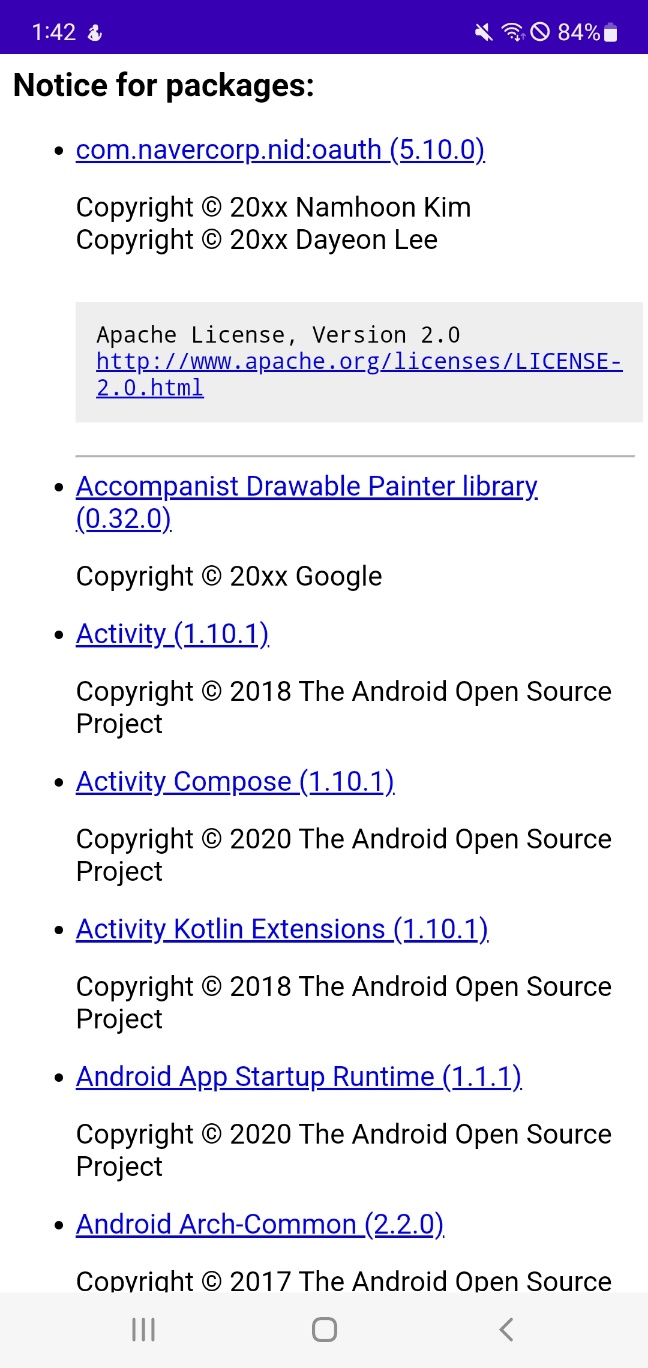 1:42
84%
Notice for packages:
com.navercorp.nid:oauth (5.10.0)
Copyright © 20xx Namhoon Kim
Copyright © 20xx Dayeon Lee
Apache License, Version 2.0
http://www.apache.org/licenses/LICENSE-
2.0.html
Accompanist Drawable Painter library
(0.32.0)
Copyright © 20xx Google
Activity (1.10.1)
Copyright © 2018 The Android Open Source
Project
Activity Compose (1.10.1)
Copyright © 2020 The Android Open Source
Project
Activity Kotlin Extensions (1.10.1)
Copyright © 2018 The Android Open Source
Project
Android App Startup Runtime (1.1.1)
Copyright © 2020 The Android Open Source
Project
Android Arch-Common (2.2.0)
Copyright © 2017 The Android Open Source